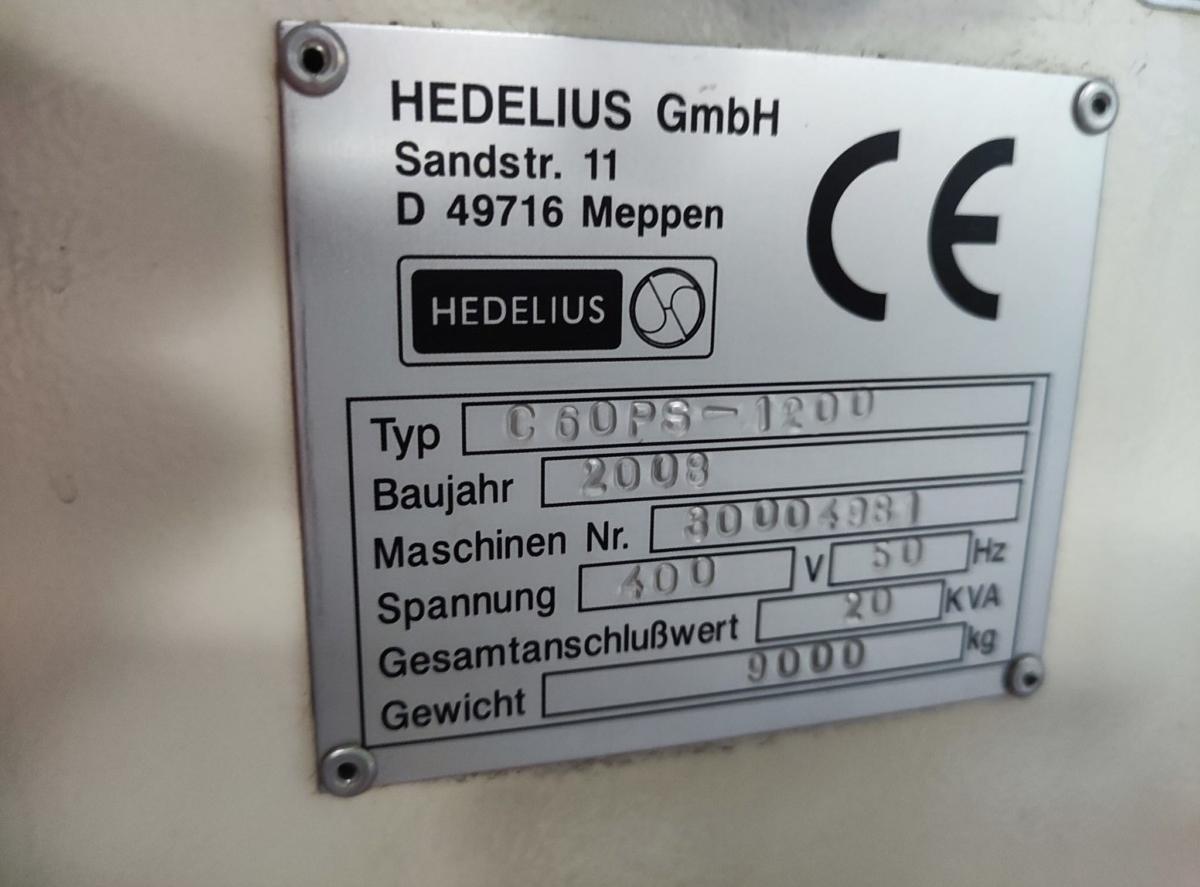 HEDELIUS GmbH
Sandstr. 11
D 49716 Meppen
CE
HEDELIUS
Typ C60PS-1200
Baujahr 2008
Maschinen Nr. 30004981
Spannung 400 V 50 Hz
Gesamtanschlußwert 20 KVA
Gewicht 9000 kg